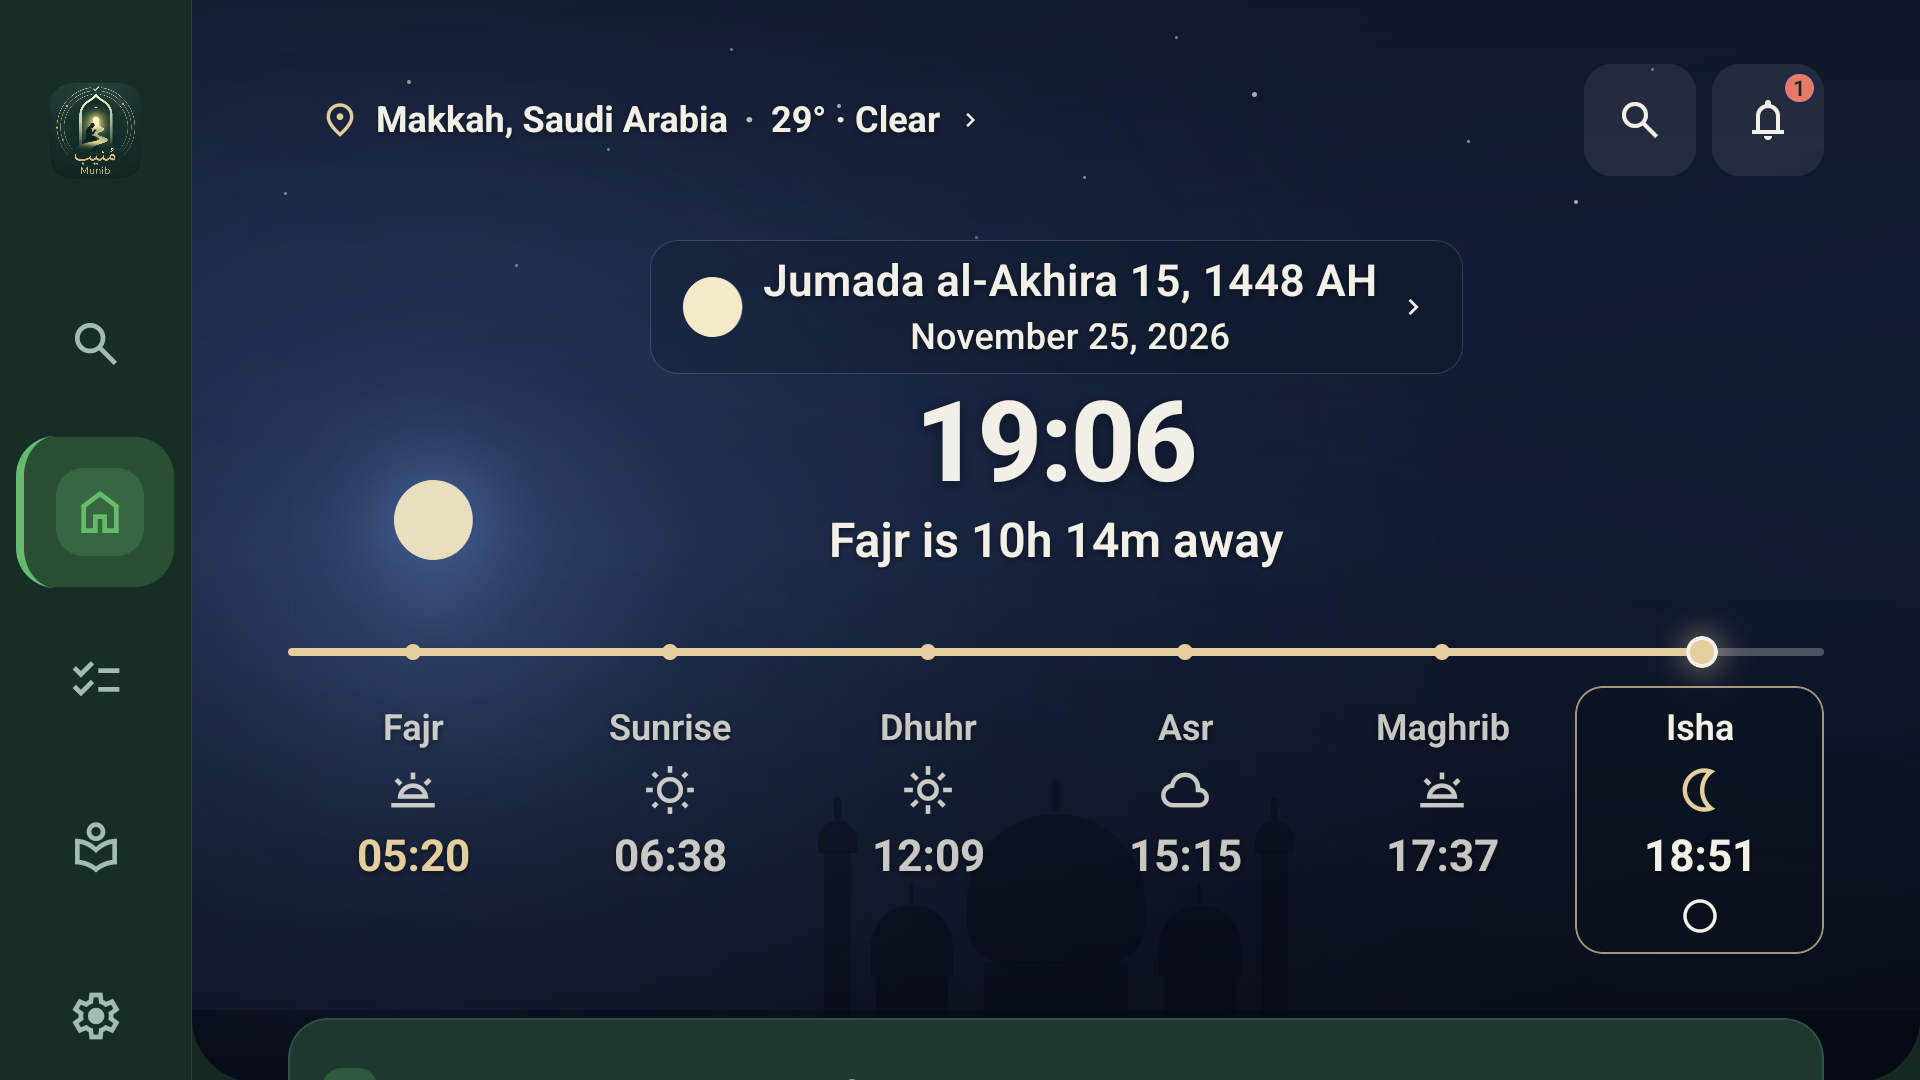 مُنيب
Munib
Makkah, Saudi Arabia · 29° · Clear
1
Jumada al-Akhira 15, 1448 AH
November 25, 2026
19:06
Fajr is 10h 14m away
Fajr Sunrise Dhuhr Asr Maghrib Isha
05:20 06:38 12:09 15:15 17:37 18:51